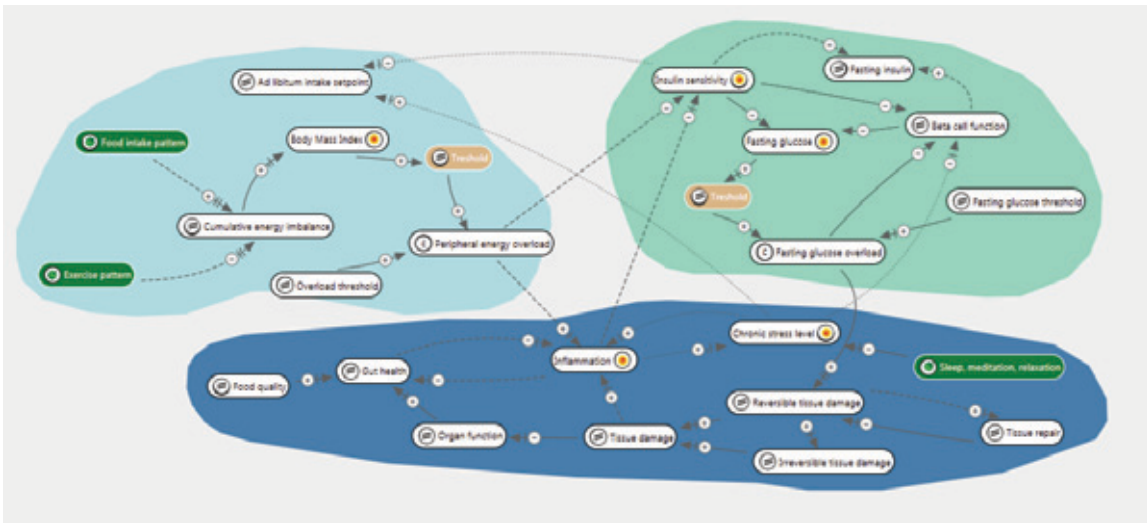 Ad libitum intake setpoint
Insulin sensitivity
Fasting insulin
Food intake pattern
Body Mass Index
Treshold
Fasting glucose
Beta cell function
Treshold
Fasting glucose threshold
Cumulative energy imbalance
Peripheral energy overload
Fasting glucose overload
Exercise pattern
Overload threshold
Chronic stress level
Inflammation
Sleep, meditation, relaxation
Gut health
Food quality
Reversible tissue damage
Organ function
Tissue damage
Tissue repair
Irreversible tissue damage